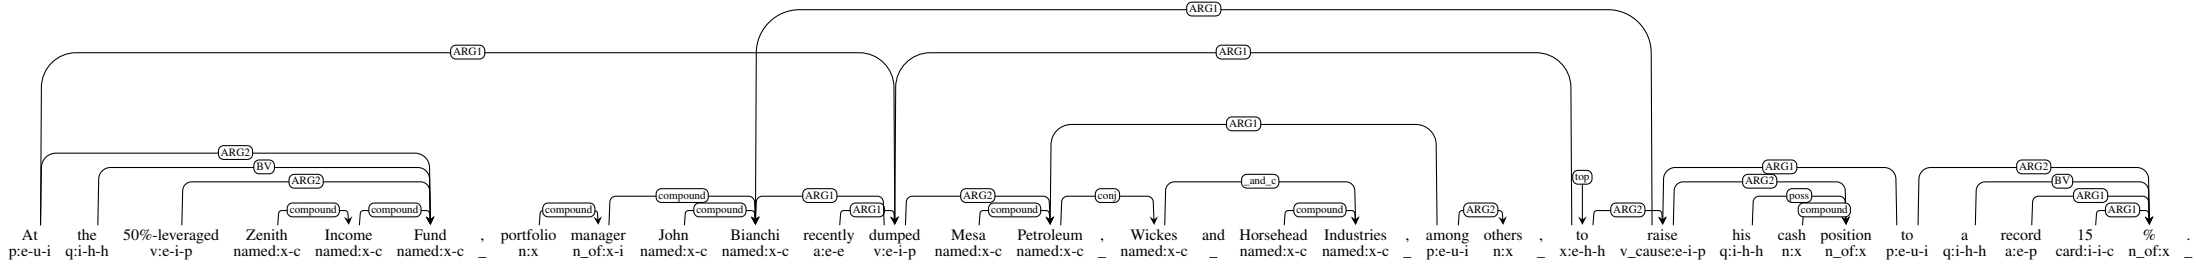 ARG1
ARG1 ARG1
ARG1
ARG2 BV ARG2 compound compound compound compound compound ARG1 ARG1 ARG2 compound conj _and_c compound ARG2 top ARG2 ARG1 ARG2 poss compound ARG2 BV ARG1 ARG1
At the 50%-leveraged Zenith Income Fund , portfolio manager John Bianchi recently dumped Mesa Petroleum , Wickes and Horsehead Industries , among others , to raise his cash position to a record 15 % .
p:e-u-i q:i-h-h v:e-i-p named:x-c named:x-c named:x-c _ n:x n_of:x-i named:x-c named:x-c a:e-e v:e-i-p named:x-c named:x-c _ named:x-c _ named:x-c named:x-c _ p:e-u-i n:x _ x:e-h-h v_cause:e-i-p q:i-h-h n:x n_of:x p:e-u-i q:i-h-h a:e-p card:i-i-c n_of:x _